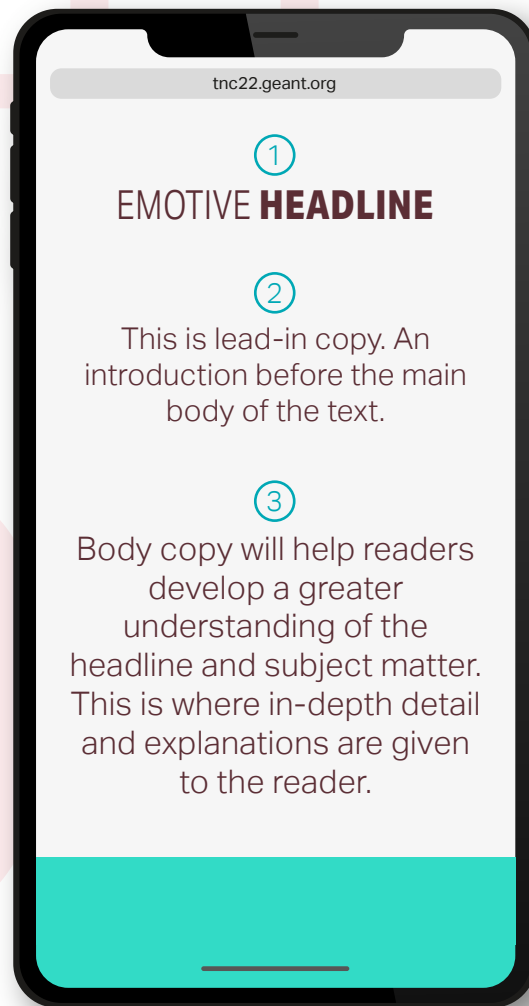 tnc22.geant.org
1
EMOTIVE HEADLINE
2
This is lead-in copy. An
introduction before the main
body of the text.
3
Body copy will help readers
develop a greater
understanding of the
headline and subject matter.
This is where in-depth detail
and explanations are given
to the reader.